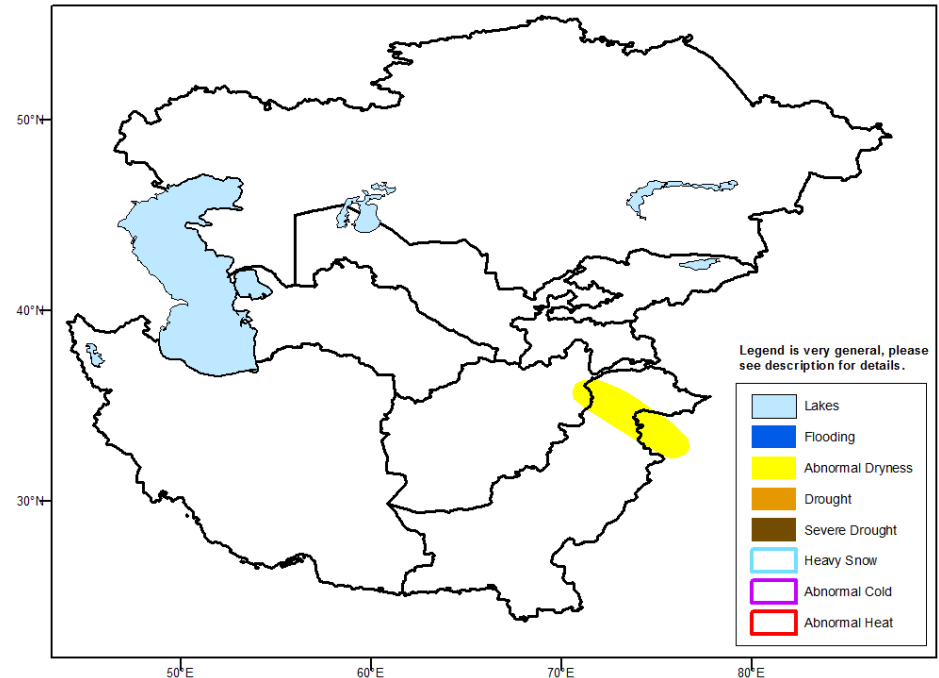 50°N
40°N
30°N
Legend is very general, please
see description for details.
Lakes
Flooding
Abnormal Dryness
Drought
Severe Drought
Heavy Snow
Abnormal Cold
Abnormal Heat
50°E
60°E
70°E
80°E